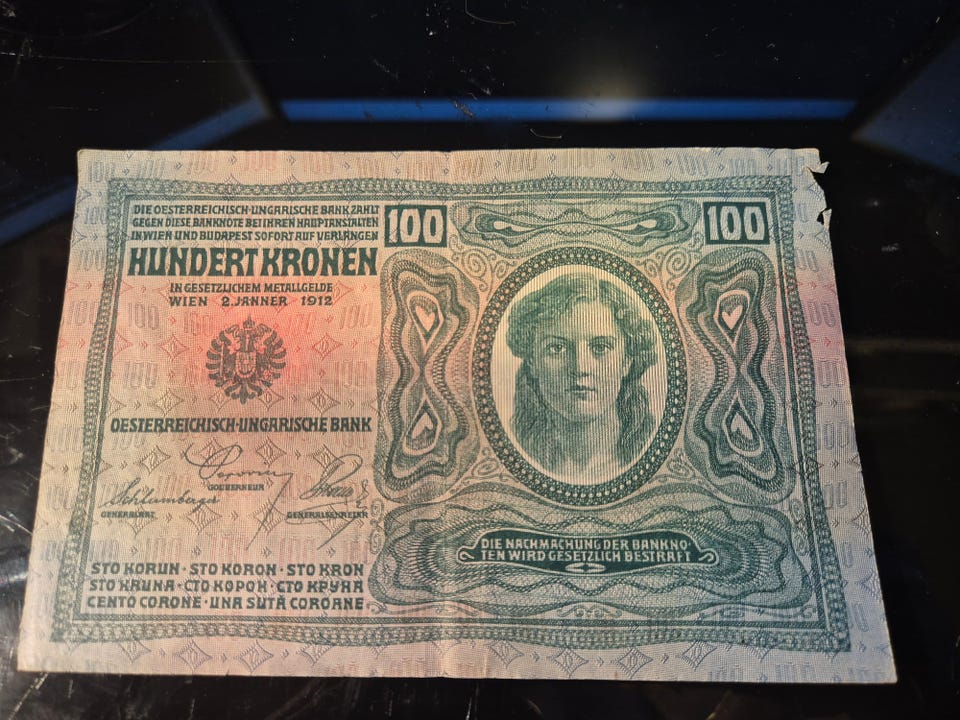 DIE OESTERREICHISCH-UNGARISCHE BANK ZAHLT
GEGEN DIESE BANKNOTE BEI IHREN HAUPTANSTALTEN
IN WIEN UND BUDAPEST SOFORT AUF VERLANGEN
HUNDERT KRONEN
IN GESETZLICHEM METALLGELDE
WIEN 2. JÄNNER 1912
OESTERREICHISCH-UNGARISCHE BANK
GOUVERNEUR
Schlumberger
GENERALRAT
GENERALSEKRETÄR
STO KORUN · STO KORON · STO KRON
STO KRUNA · СТО КОРОН · СТО КРУНА
CENTO CORONE · UNA SUTĂ COROANE
100
100
DIE NACHMACHUNG DER BANKNO-
TEN WIRD GESETZLICH BESTRAFT